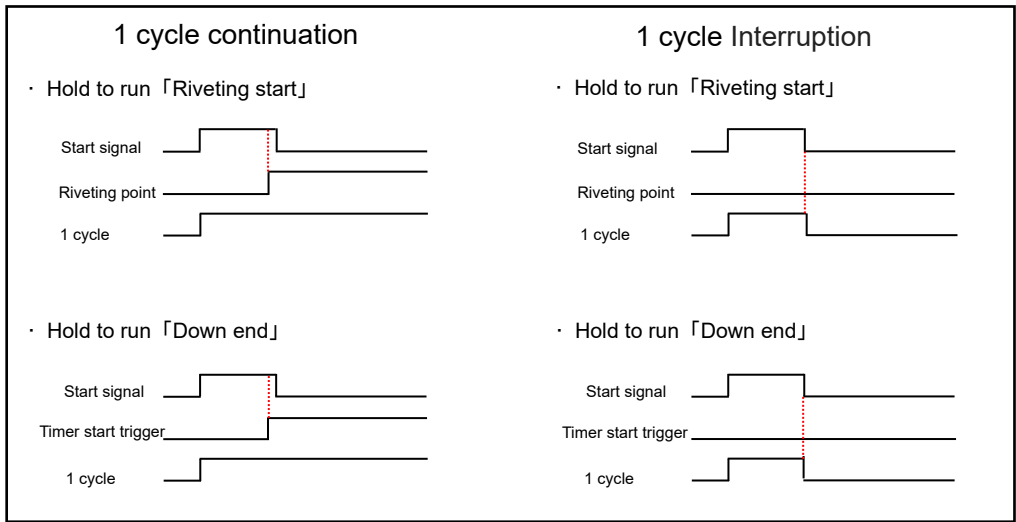 1 cycle continuation
· Hold to run「Riveting start」
Start signal
Riveting point
1 cycle
· Hold to run「Down end」
Start signal
Timer start trigger
1 cycle
1 cycle Interruption
· Hold to run「Riveting start」
Start signal
Riveting point
1 cycle
· Hold to run「Down end」
Start signal
Timer start trigger
1 cycle